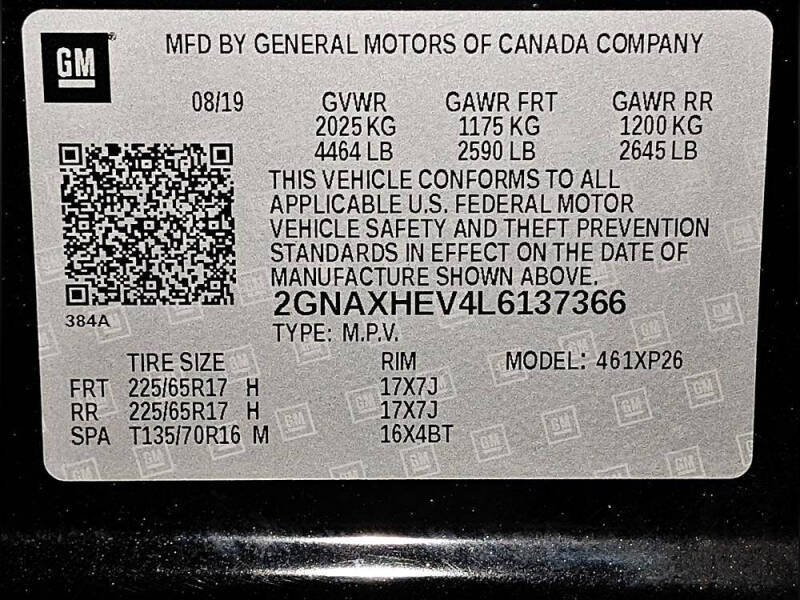 GM
MFD BY GENERAL MOTORS OF CANADA COMPANY
08/19 GVWR GAWR FRT GAWR RR
2025 KG 1175 KG 1200 KG
4464 LB 2590 LB 2645 LB
THIS VEHICLE CONFORMS TO ALL
APPLICABLE U.S. FEDERAL MOTOR
VEHICLE SAFETY AND THEFT PREVENTION
STANDARDS IN EFFECT ON THE DATE OF
MANUFACTURE SHOWN ABOVE.
2GNAXHEV4L6137366
384A
TYPE: M.P.V.
TIRE SIZE RIM MODEL: 461XP26
FRT 225/65R17 H 17X7J
RR 225/65R17 H 17X7J
SPA T135/70R16 M 16X4BT